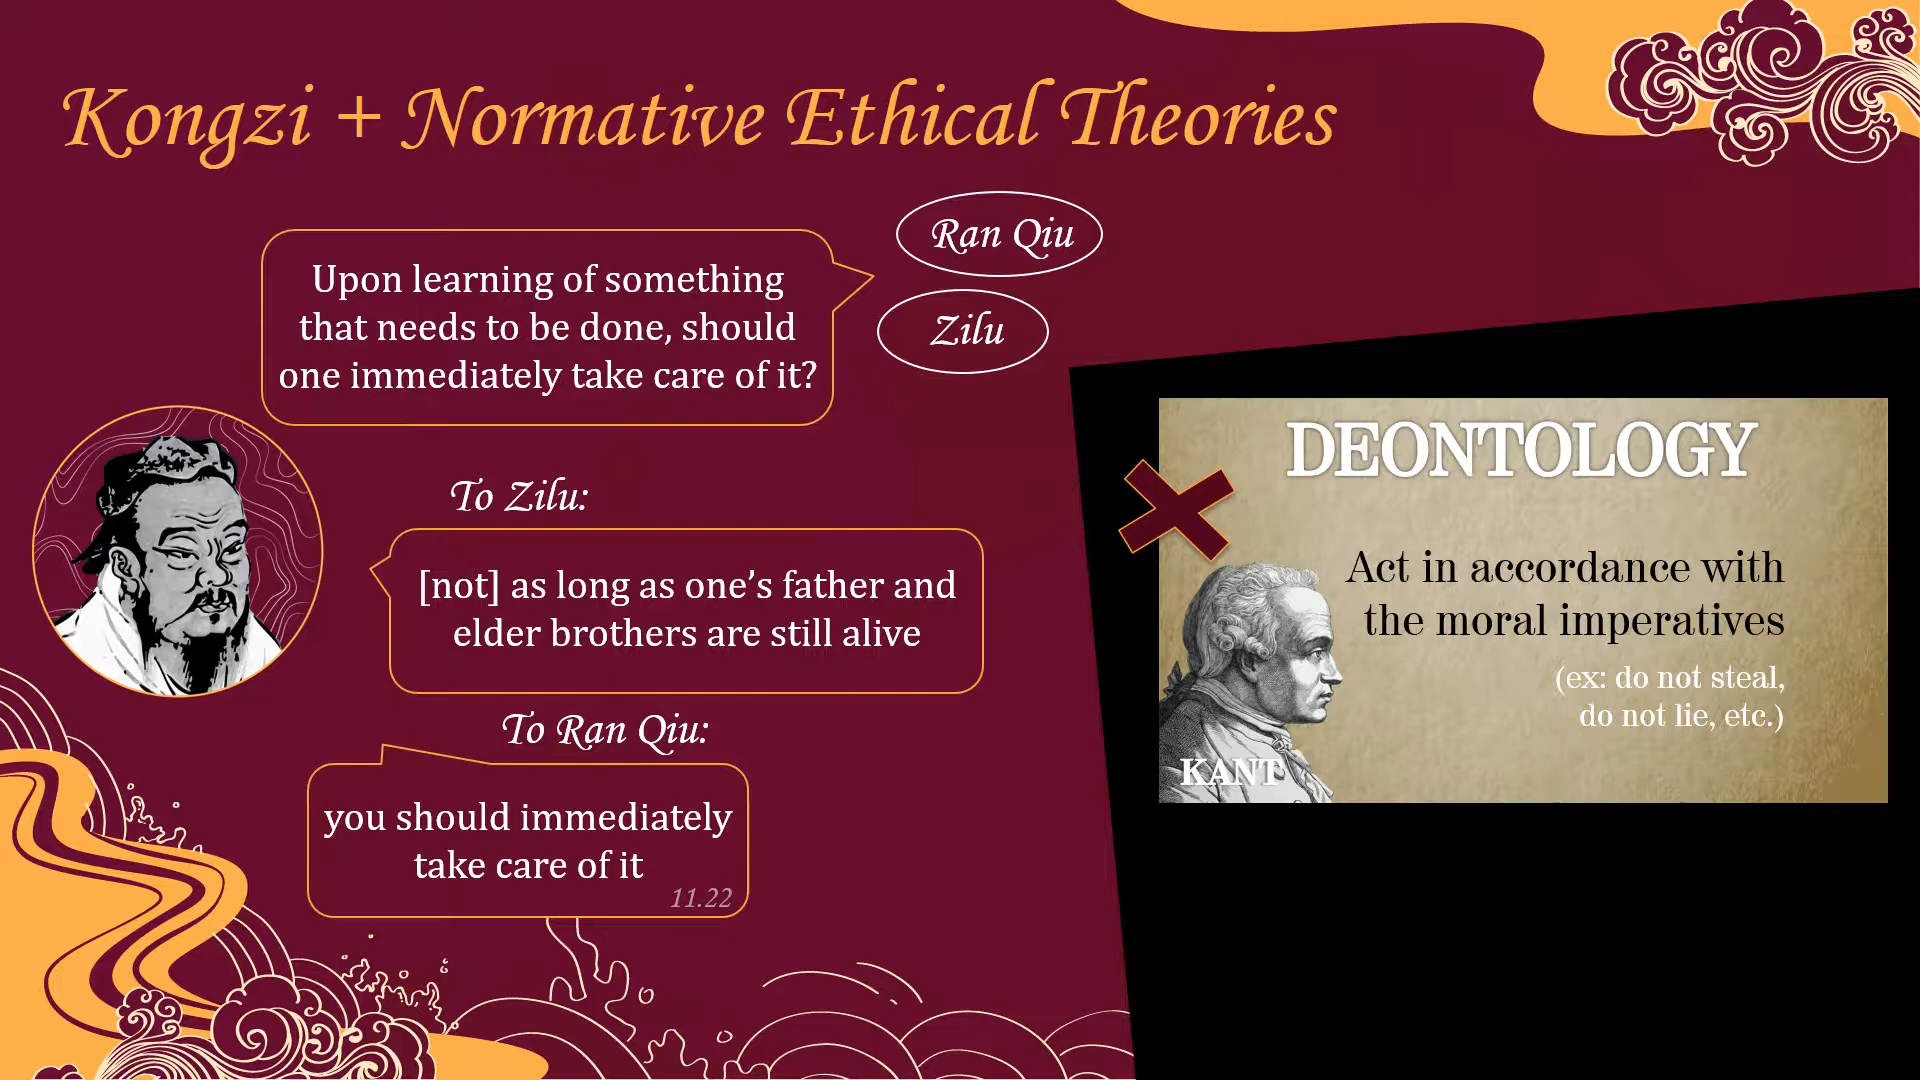 Kongzi + Normative Ethical Theories
Ran Qiu
Zilu
Upon learning of something
that needs to be done, should
one immediately take care of it?
To Zilu:
[not] as long as one’s father and
elder brothers are still alive
To Ran Qiu:
you should immediately
take care of it
11.22
DEONTOLOGY
Act in accordance with
the moral imperatives
(ex: do not steal,
do not lie, etc.)
KANT